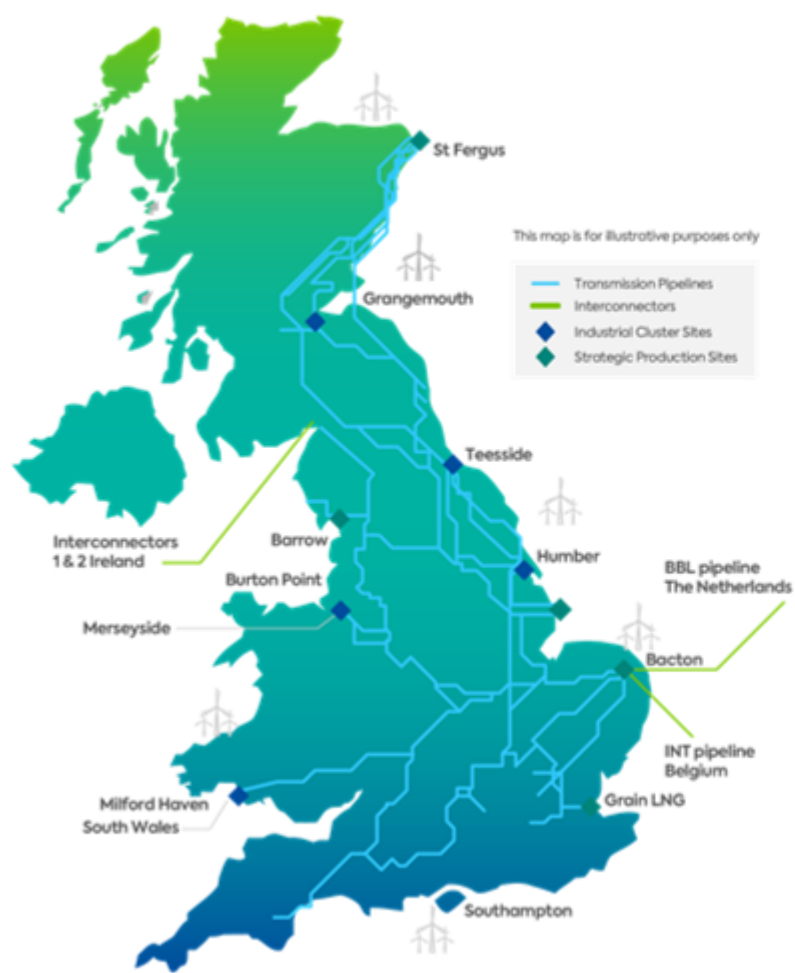 St Fergus
This map is for illustrative purposes only
Transmission Pipelines
Interconnectors
Industrial Cluster Sites
Strategic Production Sites
Grangemouth
Teesside
Interconnectors
1 & 2 Ireland
Barrow
Humber
Burton Point
Merseyside
BBL pipeline
The Netherlands
Bacton
INT pipeline
Belgium
Milford Haven
South Wales
Grain LNG
Southampton